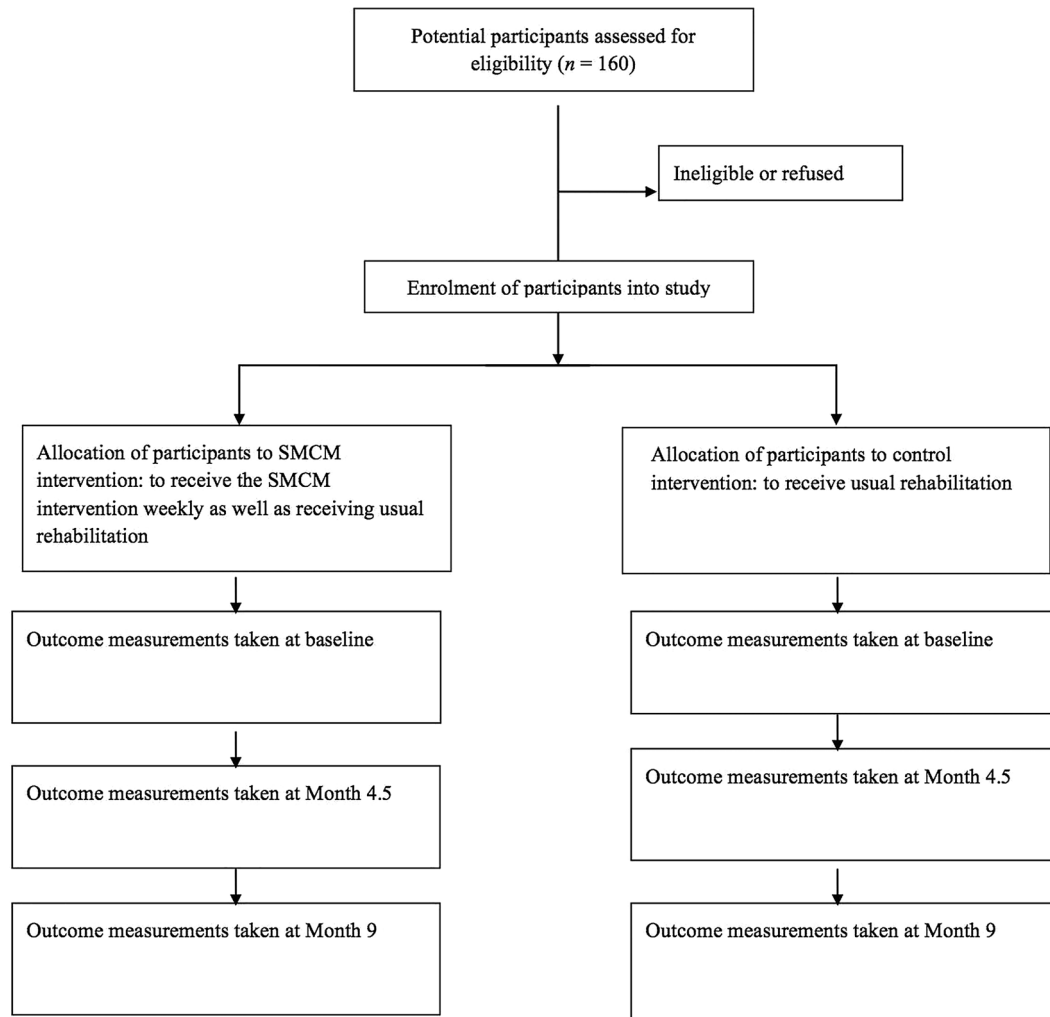 Potential participants assessed for
eligibility (n = 160)
Ineligible or refused
Enrolment of participants into study
Allocation of participants to SMCM
intervention: to receive the SMCM
intervention weekly as well as receiving usual
rehabilitation
Allocation of participants to control
intervention: to receive usual rehabilitation
Outcome measurements taken at baseline
Outcome measurements taken at baseline
Outcome measurements taken at Month 4.5
Outcome measurements taken at Month 4.5
Outcome measurements taken at Month 9
Outcome measurements taken at Month 9